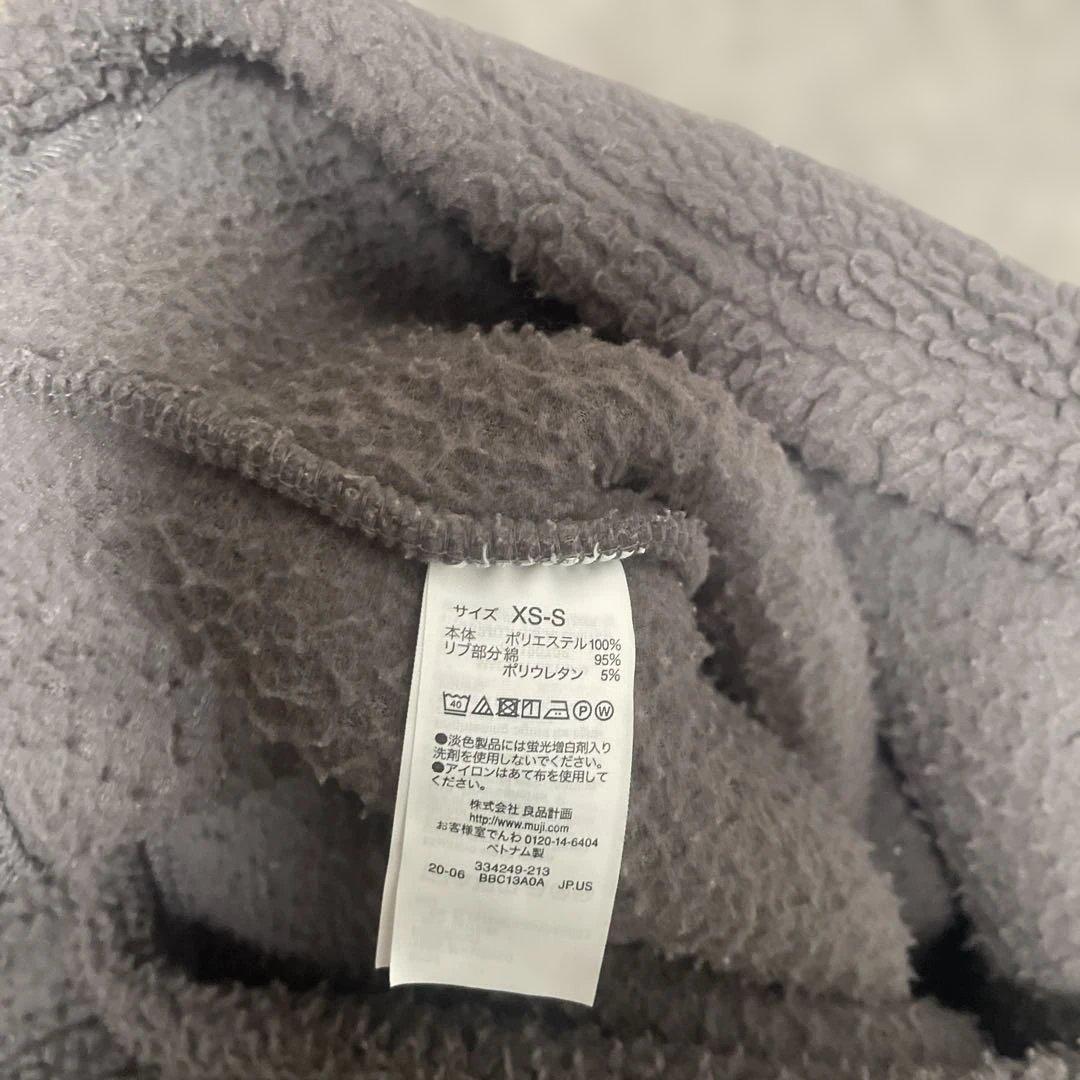 サイズ XS-S
本体 ポリエステル100%
リブ部分 綿 95%
ポリウレタン 5%
40 P W
●淡色製品には蛍光増白剤入り
洗剤を使用しないでください。
●アイロンはあて布を使用して
ください。
株式会社 良品計画
http://www.muji.com
お客様室でんわ 0120-14-6404
ベトナム製
334249-213
20-06 BBC13A0A JP.US